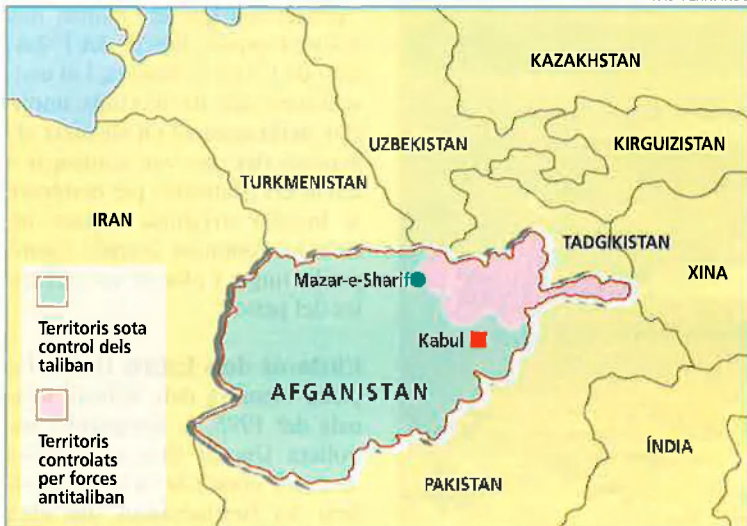 KAZAKHSTAN
UZBEKISTAN
KIRGUIZISTAN
TURKMENISTAN
IRAN
TADGIKISTAN
XINA
Mazar-e-Sharif
Kabul
AFGANISTAN
ÍNDIA
PAKISTAN
Territoris sota
control dels
taliban
Territoris
controlats
per forces
antitaliban